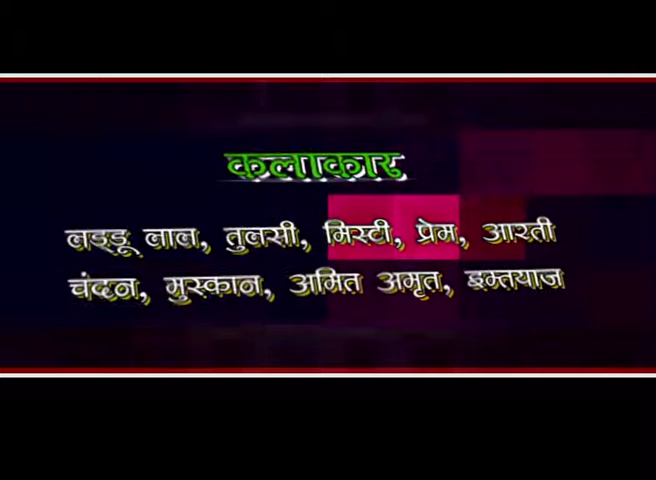 कलाकार
लड्डू लाल, तुलसी, मिस्टी, प्रेम, आरती
चंदन, मुस्कान, अमित अमृत, इम्तयाज